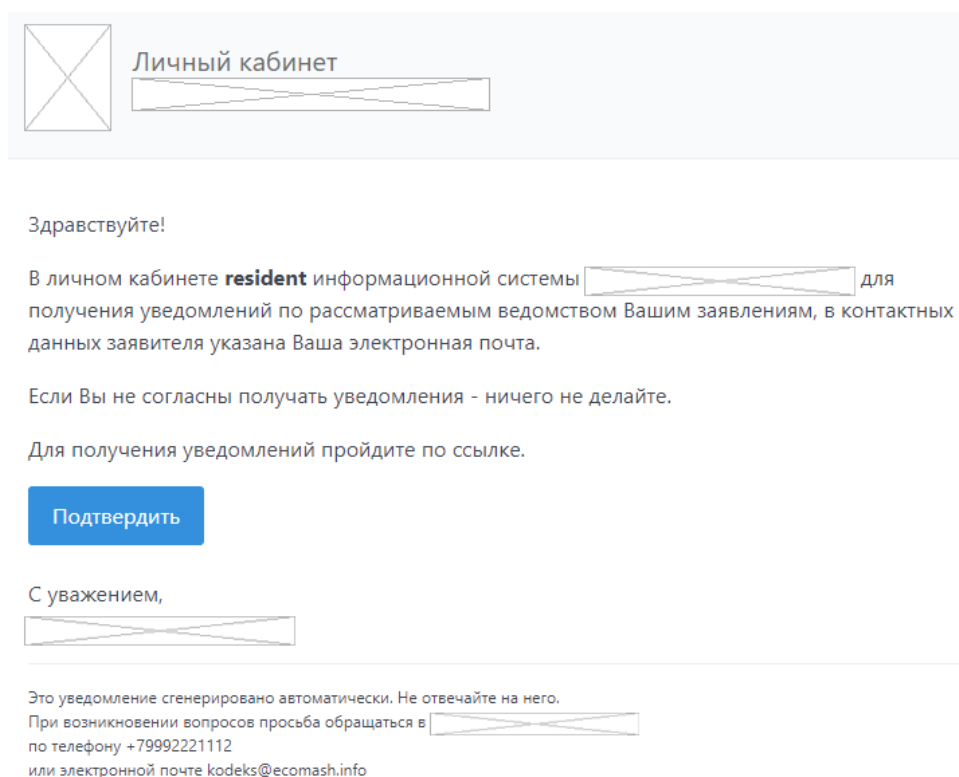 Личный кабинет
Здравствуйте!
В личном кабинете resident информационной системы для
получения уведомлений по рассматриваемым ведомством Вашим заявлениям, в контактных
данных заявителя указана Ваша электронная почта.
Если Вы не согласны получать уведомления - ничего не делайте.
Для получения уведомлений пройдите по ссылке.
Подтвердить
С уважением,
Это уведомление сгенерировано автоматически. Не отвечайте на него.
При возникновении вопросов просьба обращаться в
по телефону +79992221112
или электронной почте kodeks@ecomash.info